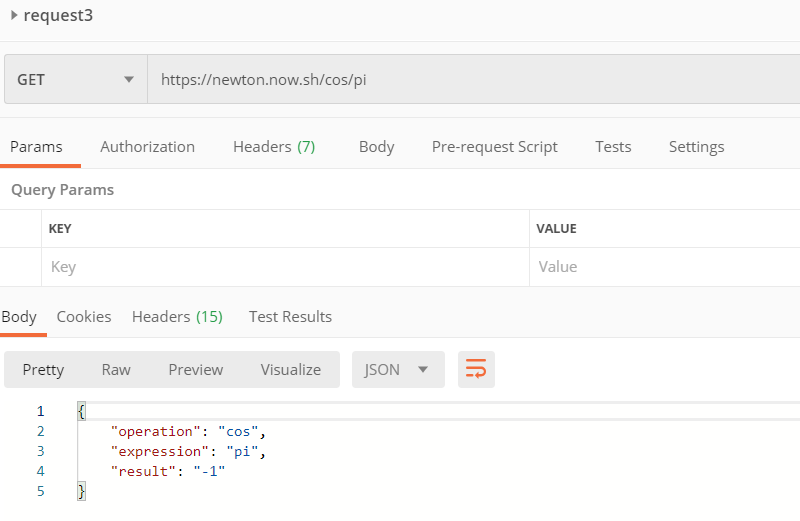 request3
GET https://newton.now.sh/cos/pi
Params Authorization Headers (7) Body Pre-request Script Tests Settings
Query Params
KEY VALUE
Key Value
Body Cookies Headers (15) Test Results
Pretty Raw Preview Visualize JSON
1 {
2 "operation": "cos",
3 "expression": "pi",
4 "result": "-1"
5 }